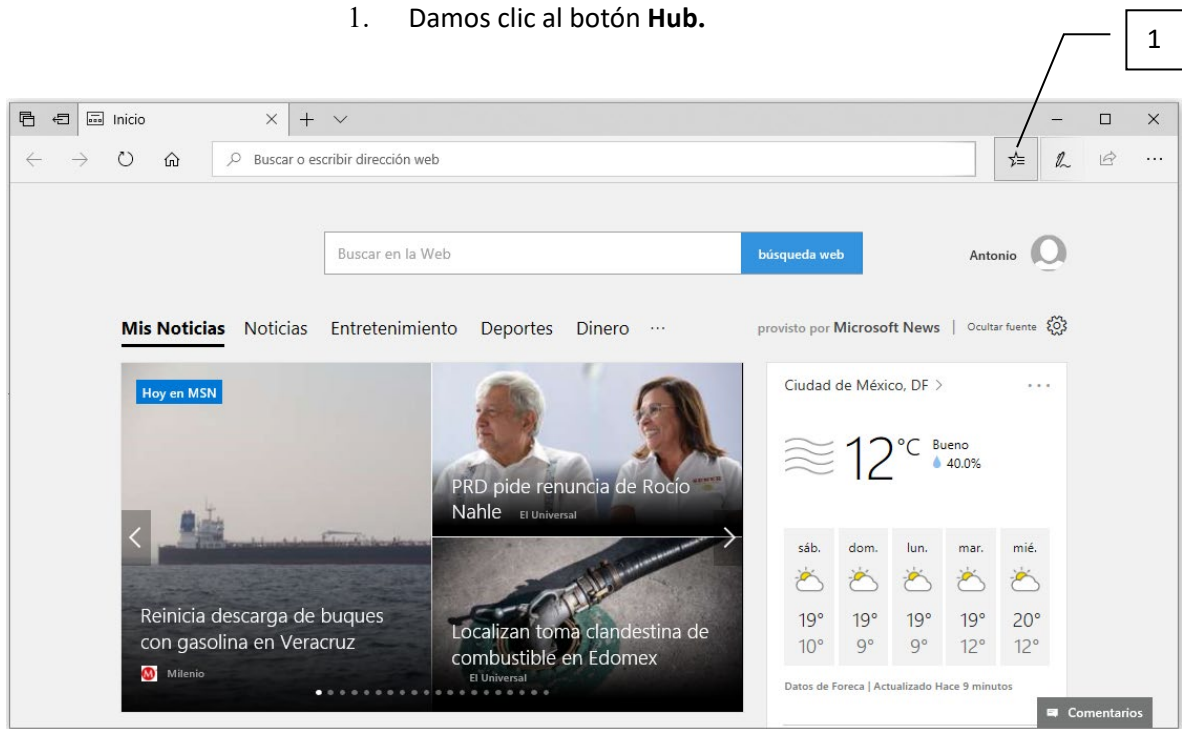 1. Damos clic al botón Hub.
1
Inicio
Buscar o escribir dirección web
Buscar en la Web
búsqueda web
Antonio
Mis Noticias Noticias Entretenimiento Deportes Dinero ...
provisto por Microsoft News | Ocultar fuente
Hoy en MSN
Reinicia descarga de buques
con gasolina en Veracruz
Milenio
PRD pide renuncia de Rocío
Nahle El Universal
Localizan toma clandestina de
combustible en Edomex
El Universal
Ciudad de México, DF >
12°C
Bueno
40.0%
sáb. dom. lun. mar. mié.
19° 19° 19° 19° 20°
10° 9° 9° 12° 12°
Datos de Foreca | Actualizado Hace 9 minutos
Comentarios